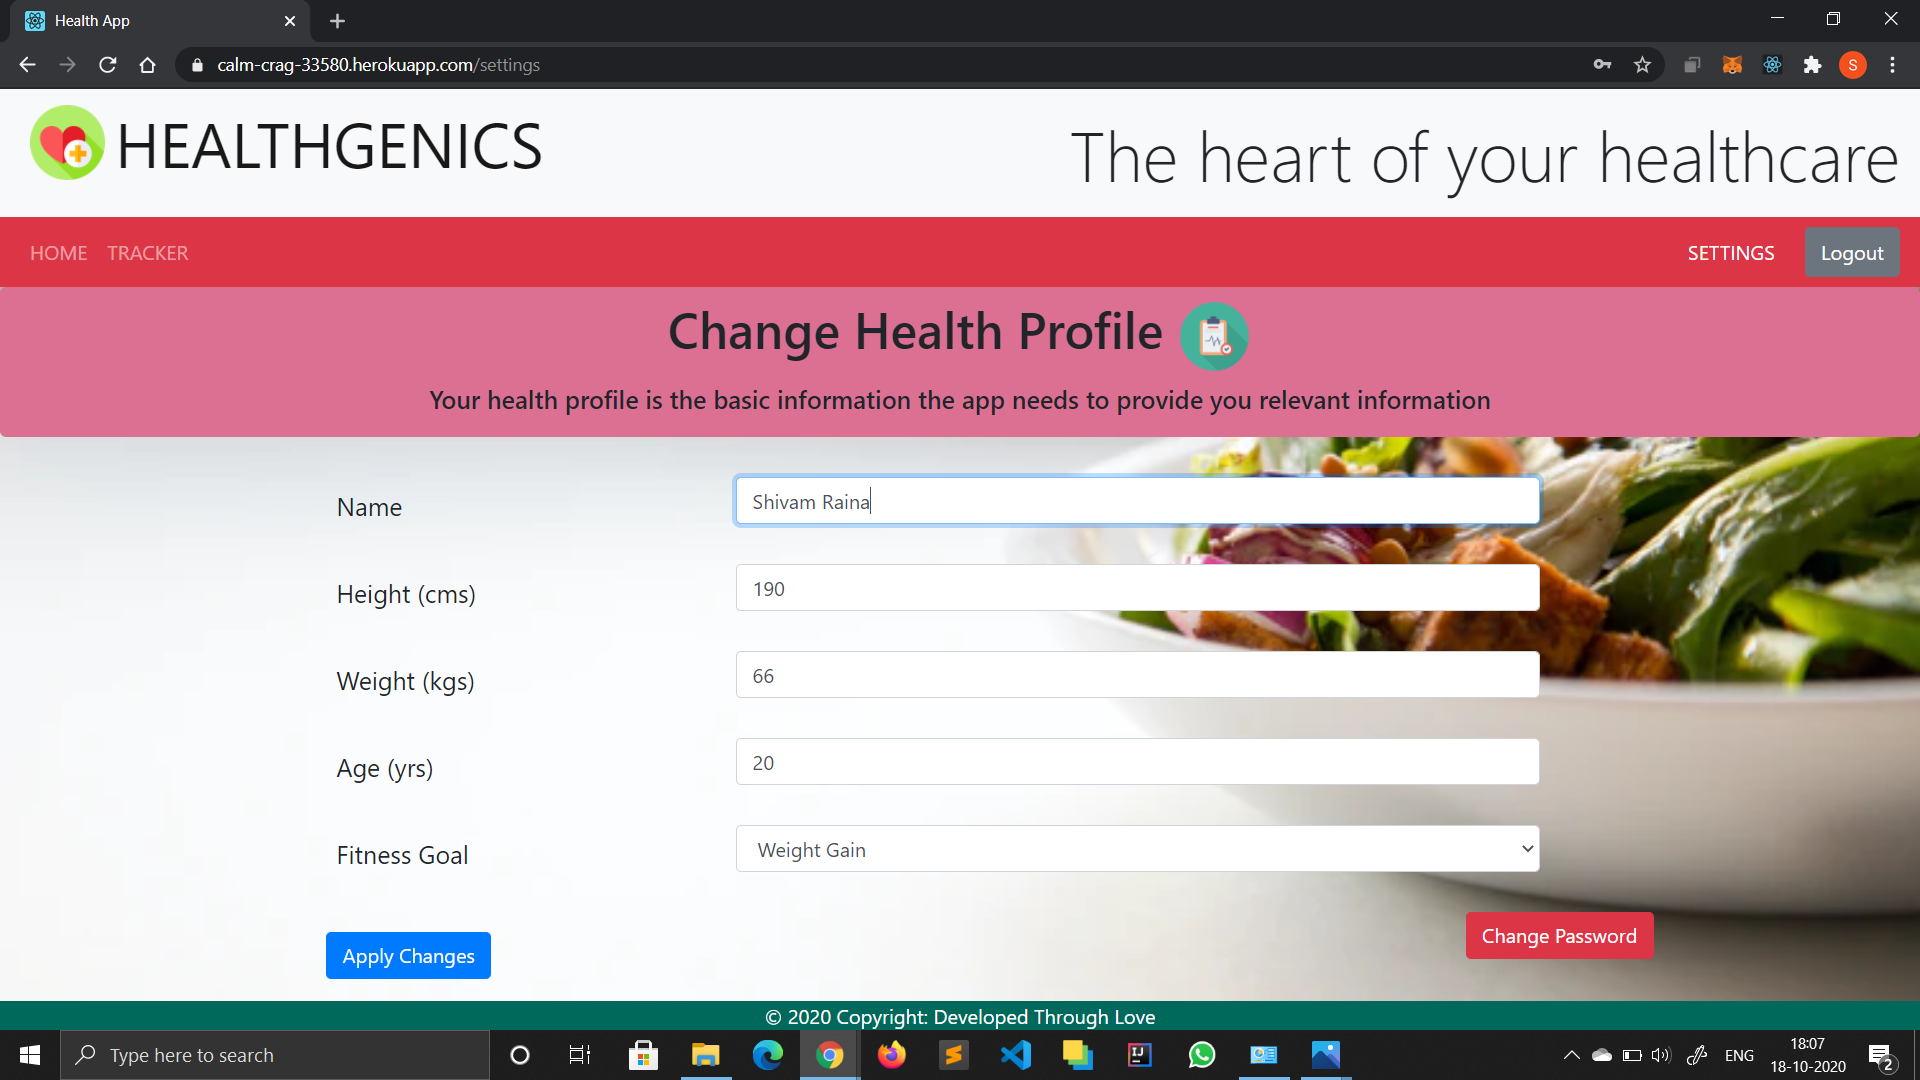 Health App
calm-crag-33580.herokuapp.com/settings
S
HEALTHGENICS
The heart of your healthcare
HOME TRACKER SETTINGS Logout
Change Health Profile
Your health profile is the basic information the app needs to provide you relevant information
Name Shivam Raina
Height (cms) 190
Weight (kgs) 66
Age (yrs) 20
Fitness Goal Weight Gain
Change Password
Apply Changes
© 2020 Copyright: Developed Through Love
Type here to search
IJ
ENG
18:07
18-10-2020
2